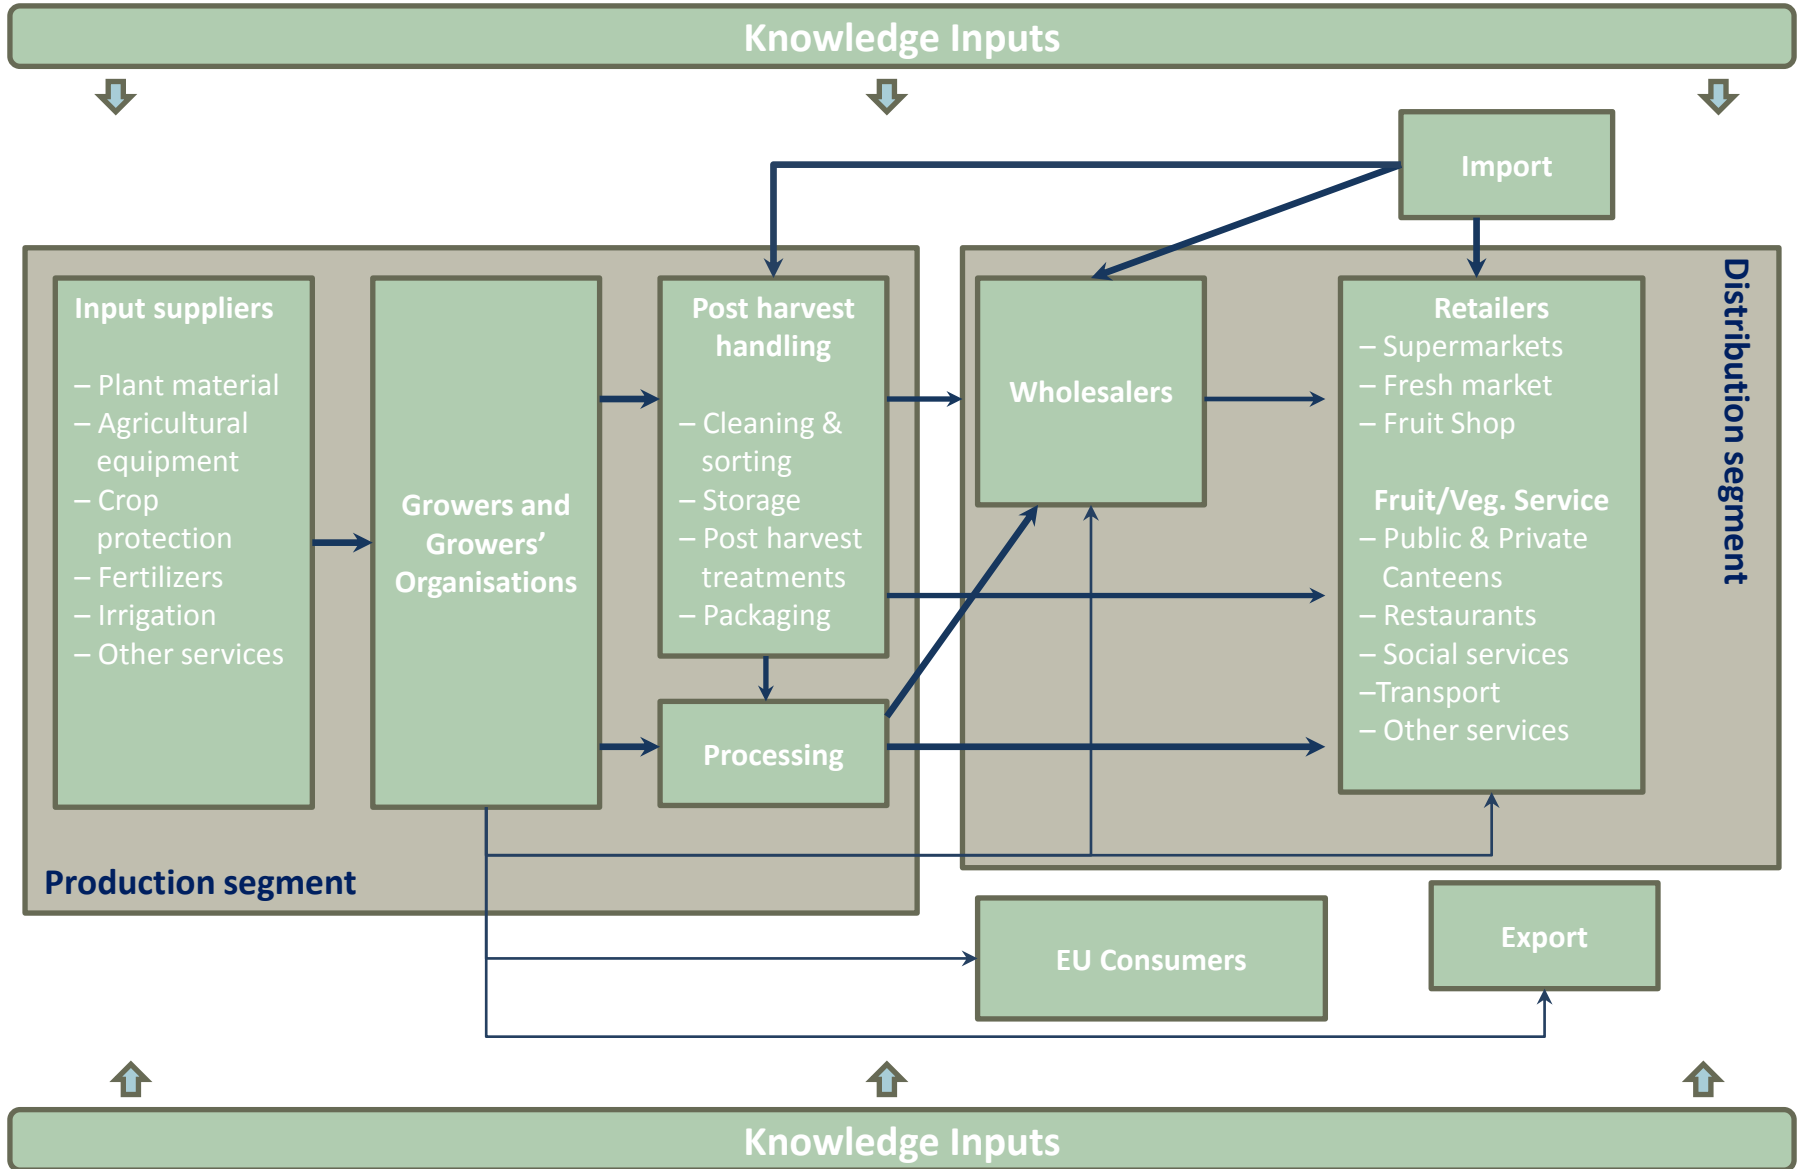 Knowledge Inputs
Import
Input suppliers
– Plant material
– Agricultural
equipment
– Crop
protection
– Fertilizers
– Irrigation
– Other services
Growers and
Growers’
Organisations
Post harvest
handling
– Cleaning &
sorting
– Storage
– Post harvest
treatments
– Packaging
Processing
Production segment
Wholesalers
Retailers
– Supermarkets
– Fresh market
– Fruit Shop
Fruit/Veg. Service
– Public & Private
Canteens
– Restaurants
– Social services
–Transport
– Other services
Distribution segment
EU Consumers
Export
Knowledge Inputs